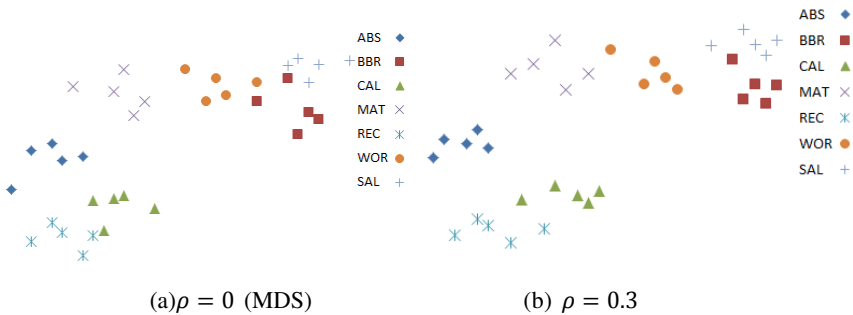 ABS
BBR
CAL
MAT
REC
WOR
SAL
ABS
BBR
CAL
MAT
REC
WOR
SAL
(a)ρ = 0 (MDS)
(b) ρ = 0.3